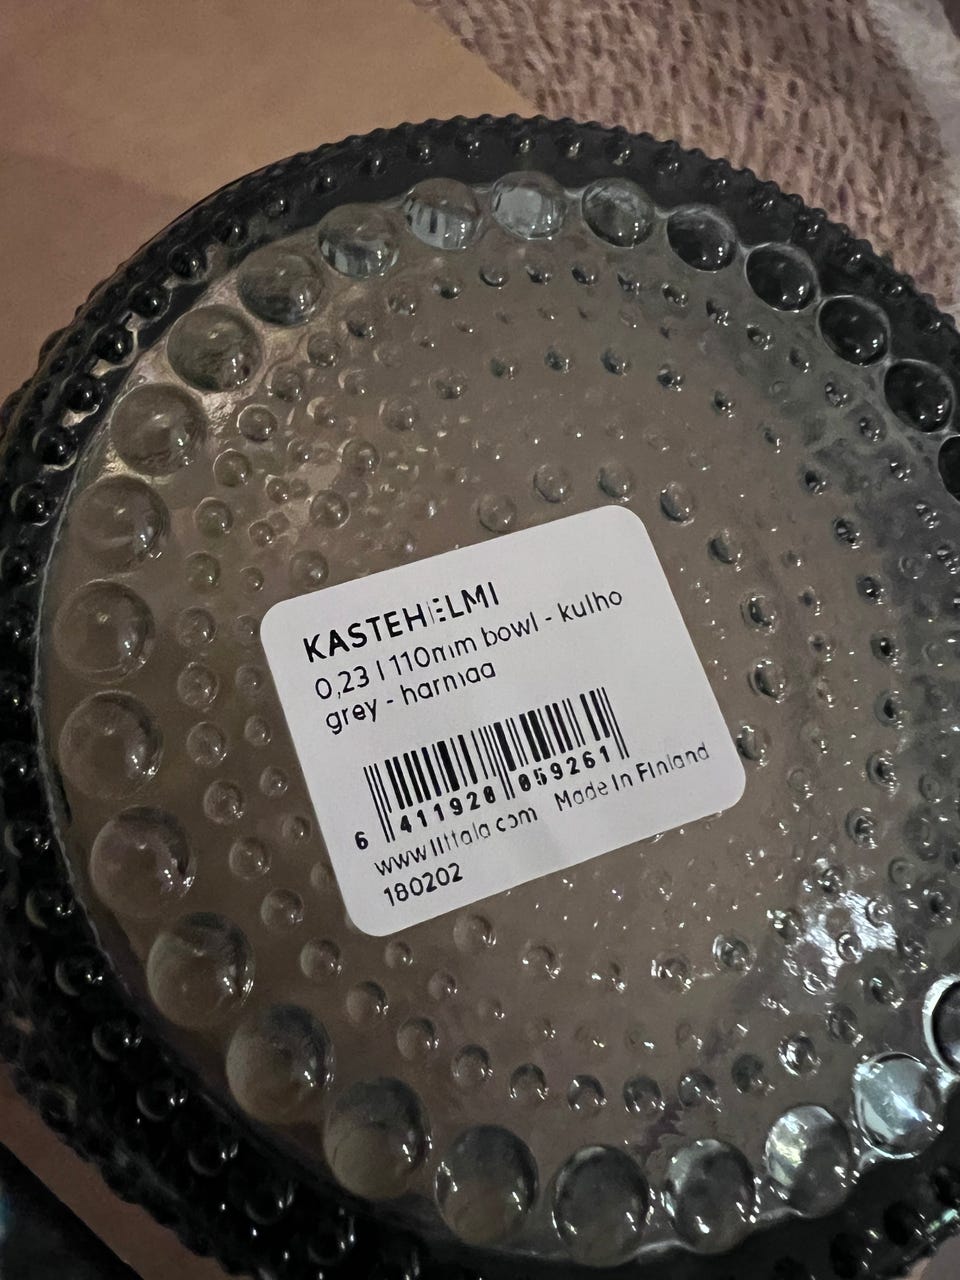 KASTEHELMI
0,23 l 110mm bowl - kulho
grey - harmaa
6 411920 059261
www.iittala.com Made in Finland
180202